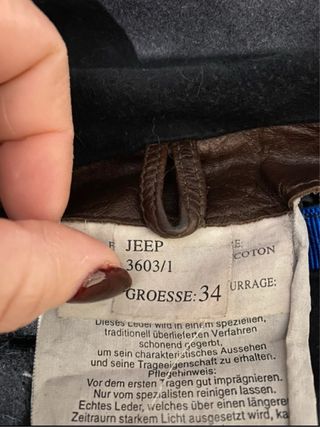 JEEP
3603/1
GROESSE: 34
E:
COTON
URRAGE:
Dieses Leder wird in einem speziellen,
traditionell überlieferten Verfahren
schonend gegerbt,
um sein charakteristisches Aussehen
und seine Trageeigenschaft zu erhalten.
Pflegehinweis:
Vor dem ersten Tragen gut imprägnieren.
Nur vom spezialisten reinigen lassen.
Echtes Leder, welches über einen längeren
Zeitraum starkem Licht ausgesetzt wird, ka